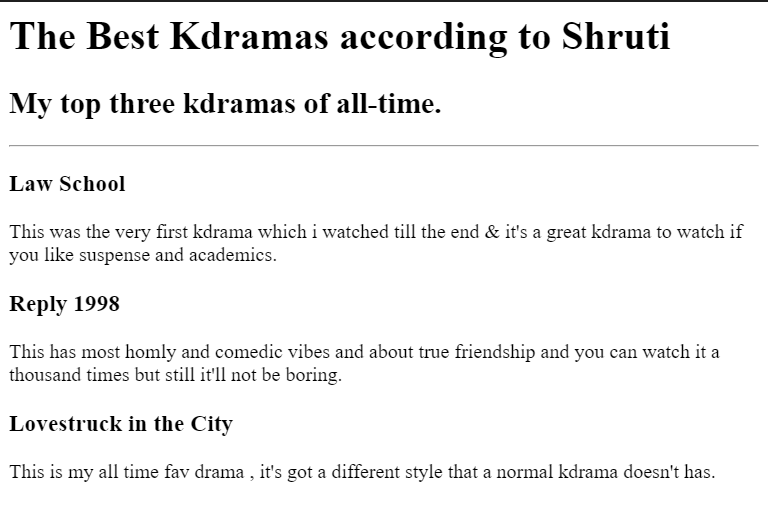 The Best Kdramas according to Shruti
My top three kdramas of all-time.
Law School
This was the very first kdrama which i watched till the end & it's a great kdrama to watch if
you like suspense and academics.
Reply 1998
This has most homly and comedic vibes and about true friendship and you can watch it a
thousand times but still it'll not be boring.
Lovestruck in the City
This is my all time fav drama , it's got a different style that a normal kdrama doesn't has.